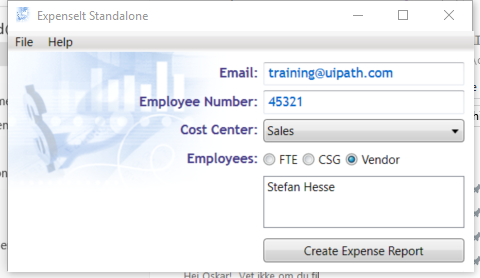 ExpenseIt Standalone
File Help
Email: training@uipath.com
Employee Number: 45321
Cost Center: Sales
Employees: FTE CSG Vendor
Stefan Hesse
Create Expense Report
Hei Oskar! Vet ikke om du fil